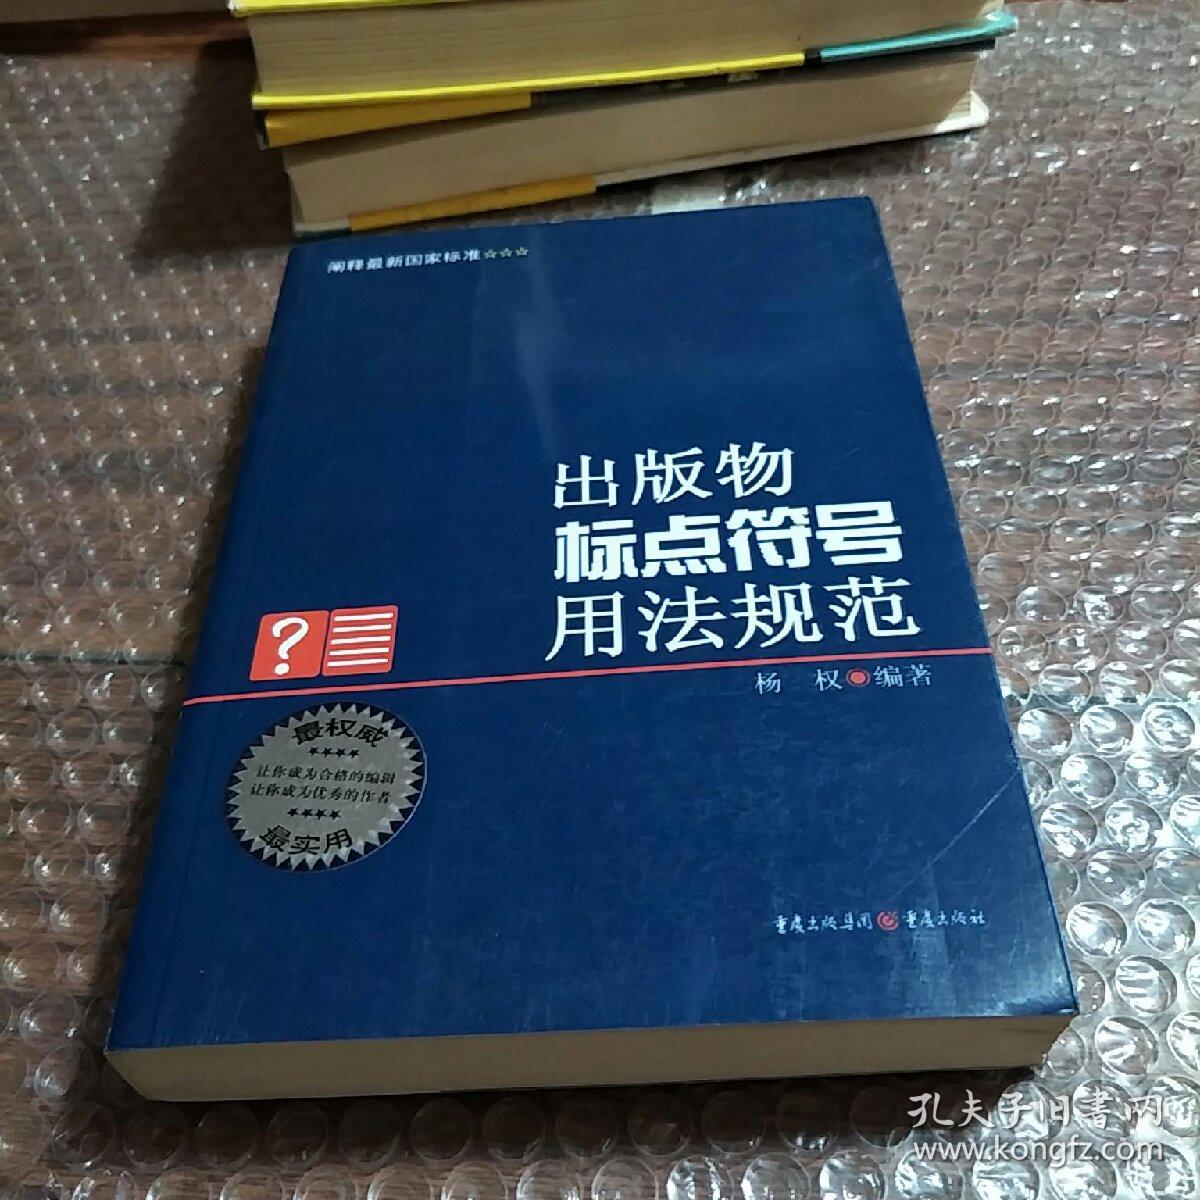 阐释最新国家标准☆☆☆
出版物
标点符号
用法规范
杨 权 编著
?
最权威
★★★★
让你成为合格的编辑
让你成为优秀的作者
★★★★
最实用
重庆出版集团 重庆出版社
孔夫子旧书网
www.kongfz.com